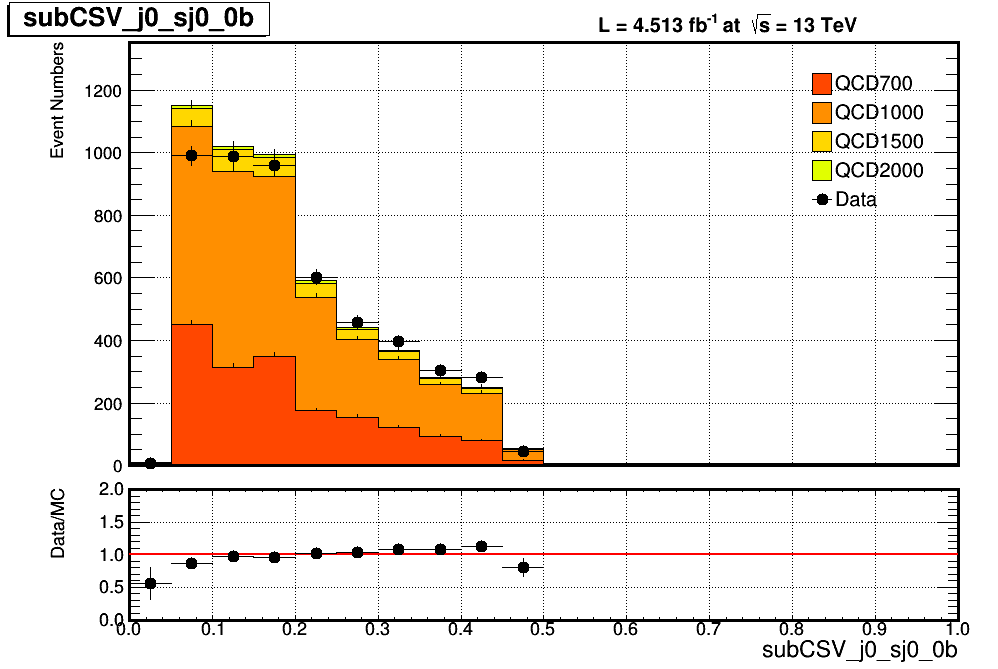 subCSV_j0_sj0_0b
L = 4.513 fb-1 at √s = 13 TeV
Event Numbers
1200
1000
800
600
400
200
0
QCD700
QCD1000
QCD1500
QCD2000
Data
Data/MC
2.0
1.5
1.0
0.5
0.0
0.0 0.1 0.2 0.3 0.4 0.5 0.6 0.7 0.8 0.9 1.0
subCSV_j0_sj0_0b